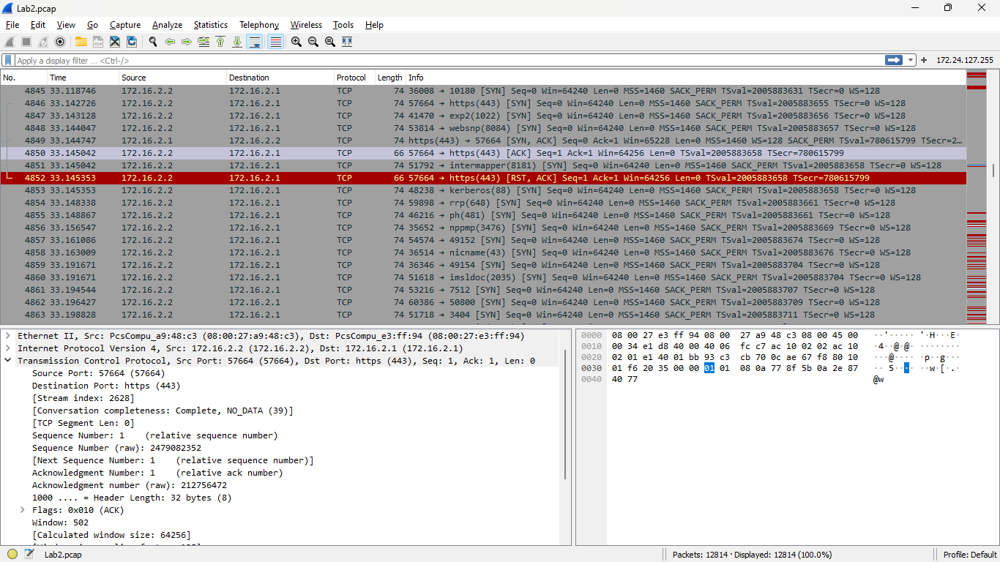 Lab2.pcap
File Edit View Go Capture Analyze Statistics Telephony Wireless Tools Help
Apply a display filter ... <Ctrl-/> + 172.24.127.255
No. Time Source Destination Protocol Length Info
4845 33.118746 172.16.2.2 172.16.2.1 TCP 74 36008 → 10180 [SYN] Seq=0 Win=64240 Len=0 MSS=1460 SACK_PERM TSval=2005883631 TSecr=0 WS=128
4846 33.142726 172.16.2.2 172.16.2.1 TCP 74 57664 → https(443) [SYN] Seq=0 Win=64240 Len=0 MSS=1460 SACK_PERM TSval=2005883655 TSecr=0 WS=128
4847 33.143128 172.16.2.2 172.16.2.1 TCP 74 41470 → exp2(1022) [SYN] Seq=0 Win=64240 Len=0 MSS=1460 SACK_PERM TSval=2005883656 TSecr=0 WS=128
4848 33.144047 172.16.2.2 172.16.2.1 TCP 74 53814 → websnp(8084) [SYN] Seq=0 Win=64240 Len=0 MSS=1460 SACK_PERM TSval=2005883657 TSecr=0 WS=128
4849 33.144747 172.16.2.1 172.16.2.2 TCP 74 https(443) → 57664 [SYN, ACK] Seq=0 Ack=1 Win=65228 Len=0 MSS=1460 WS=128 SACK_PERM TSval=780615799 TSecr=2…
4850 33.145042 172.16.2.2 172.16.2.1 TCP 66 57664 → https(443) [ACK] Seq=1 Ack=1 Win=64256 Len=0 TSval=2005883658 TSecr=780615799
4851 33.145042 172.16.2.2 172.16.2.1 TCP 74 51792 → intermapper(8181) [SYN] Seq=0 Win=64240 Len=0 MSS=1460 SACK_PERM TSval=2005883658 TSecr=0 WS=128
4852 33.145353 172.16.2.2 172.16.2.1 TCP 66 57664 → https(443) [RST, ACK] Seq=1 Ack=1 Win=64256 Len=0 TSval=2005883658 TSecr=780615799
4853 33.145353 172.16.2.2 172.16.2.1 TCP 74 48238 → kerberos(88) [SYN] Seq=0 Win=64240 Len=0 MSS=1460 SACK_PERM TSval=2005883658 TSecr=0 WS=128
4854 33.148338 172.16.2.2 172.16.2.1 TCP 74 59898 → rrp(648) [SYN] Seq=0 Win=64240 Len=0 MSS=1460 SACK_PERM TSval=2005883661 TSecr=0 WS=128
4855 33.148867 172.16.2.2 172.16.2.1 TCP 74 46216 → ph(481) [SYN] Seq=0 Win=64240 Len=0 MSS=1460 SACK_PERM TSval=2005883661 TSecr=0 WS=128
4856 33.156547 172.16.2.2 172.16.2.1 TCP 74 35652 → nppmp(3476) [SYN] Seq=0 Win=64240 Len=0 MSS=1460 SACK_PERM TSval=2005883669 TSecr=0 WS=128
4857 33.161086 172.16.2.2 172.16.2.1 TCP 74 54574 → 49152 [SYN] Seq=0 Win=64240 Len=0 MSS=1460 SACK_PERM TSval=2005883674 TSecr=0 WS=128
4858 33.163009 172.16.2.2 172.16.2.1 TCP 74 36514 → nicname(43) [SYN] Seq=0 Win=64240 Len=0 MSS=1460 SACK_PERM TSval=2005883676 TSecr=0 WS=128
4859 33.191671 172.16.2.2 172.16.2.1 TCP 74 36346 → 49154 [SYN] Seq=0 Win=64240 Len=0 MSS=1460 SACK_PERM TSval=2005883704 TSecr=0 WS=128
4860 33.191671 172.16.2.2 172.16.2.1 TCP 74 51618 → imsldoc(2035) [SYN] Seq=0 Win=64240 Len=0 MSS=1460 SACK_PERM TSval=2005883704 TSecr=0 WS=128
4861 33.194544 172.16.2.2 172.16.2.1 TCP 74 53216 → 7512 [SYN] Seq=0 Win=64240 Len=0 MSS=1460 SACK_PERM TSval=2005883707 TSecr=0 WS=128
4862 33.196427 172.16.2.2 172.16.2.1 TCP 74 60386 → 50800 [SYN] Seq=0 Win=64240 Len=0 MSS=1460 SACK_PERM TSval=2005883709 TSecr=0 WS=128
4863 33.198828 172.16.2.2 172.16.2.1 TCP 74 51718 → 3404 [SYN] Seq=0 Win=64240 Len=0 MSS=1460 SACK_PERM TSval=2005883711 TSecr=0 WS=128
Ethernet II, Src: PcsCompu_a9:48:c3 (08:00:27:a9:48:c3), Dst: PcsCompu_e3:ff:94 (08:00:27:e3:ff:94)
Internet Protocol Version 4, Src: 172.16.2.2 (172.16.2.2), Dst: 172.16.2.1 (172.16.2.1)
Transmission Control Protocol, Src Port: 57664 (57664), Dst Port: https (443), Seq: 1, Ack: 1, Len: 0
Source Port: 57664 (57664)
Destination Port: https (443)
[Stream index: 2628]
[Conversation completeness: Complete, NO_DATA (39)]
[TCP Segment Len: 0]
Sequence Number: 1 (relative sequence number)
Sequence Number (raw): 2479082352
[Next Sequence Number: 1 (relative sequence number)]
Acknowledgment Number: 1 (relative ack number)
Acknowledgment number (raw): 212756472
1000 .... = Header Length: 32 bytes (8)
Flags: 0x010 (ACK)
Window: 502
[Calculated window size: 64256]
0000 08 00 27 e3 ff 94 08 00 27 a9 48 c3 08 00 45 00 ··'····· '·H···E·
0010 00 34 e1 d8 40 00 40 06 fc c7 ac 10 02 02 ac 10 ·4··@·@· ········
0020 02 01 e1 40 01 bb 93 c3 cb 70 0c ae 67 f8 80 10 ···@···· ·p··g···
0030 01 f6 20 35 00 00 01 01 08 0a 77 8f 5b 0a 2e 87 ·· 5···· ··w·[·.·
0040 40 77 @w
Lab2.pcap Packets: 12814 · Displayed: 12814 (100.0%) Profile: Default